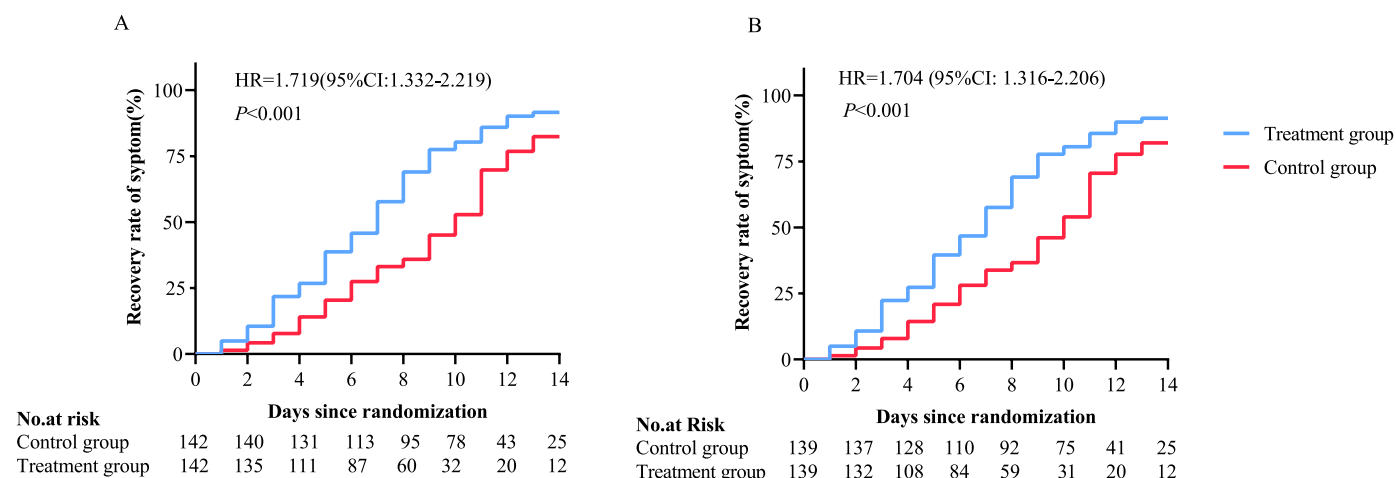 A
HR=1.719(95%CI:1.332-2.219)
P<0.001
Recovery rate of syptom(%)
100
75
50
25
0
0 2 4 6 8 10 12 14
Days since randomization
No.at risk
Control group 142 140 131 113 95 78 43 25
Treatment group 142 135 111 87 60 32 20 12
B
HR=1.704 (95%CI: 1.316-2.206)
P<0.001
Recovery rate of syptom(%)
100
75
50
25
0
0 2 4 6 8 10 12 14
Days since randomization
No.at Risk
Control group 139 137 128 110 92 75 41 25
Treatment group 139 132 108 84 59 31 20 12
Treatment group
Control group